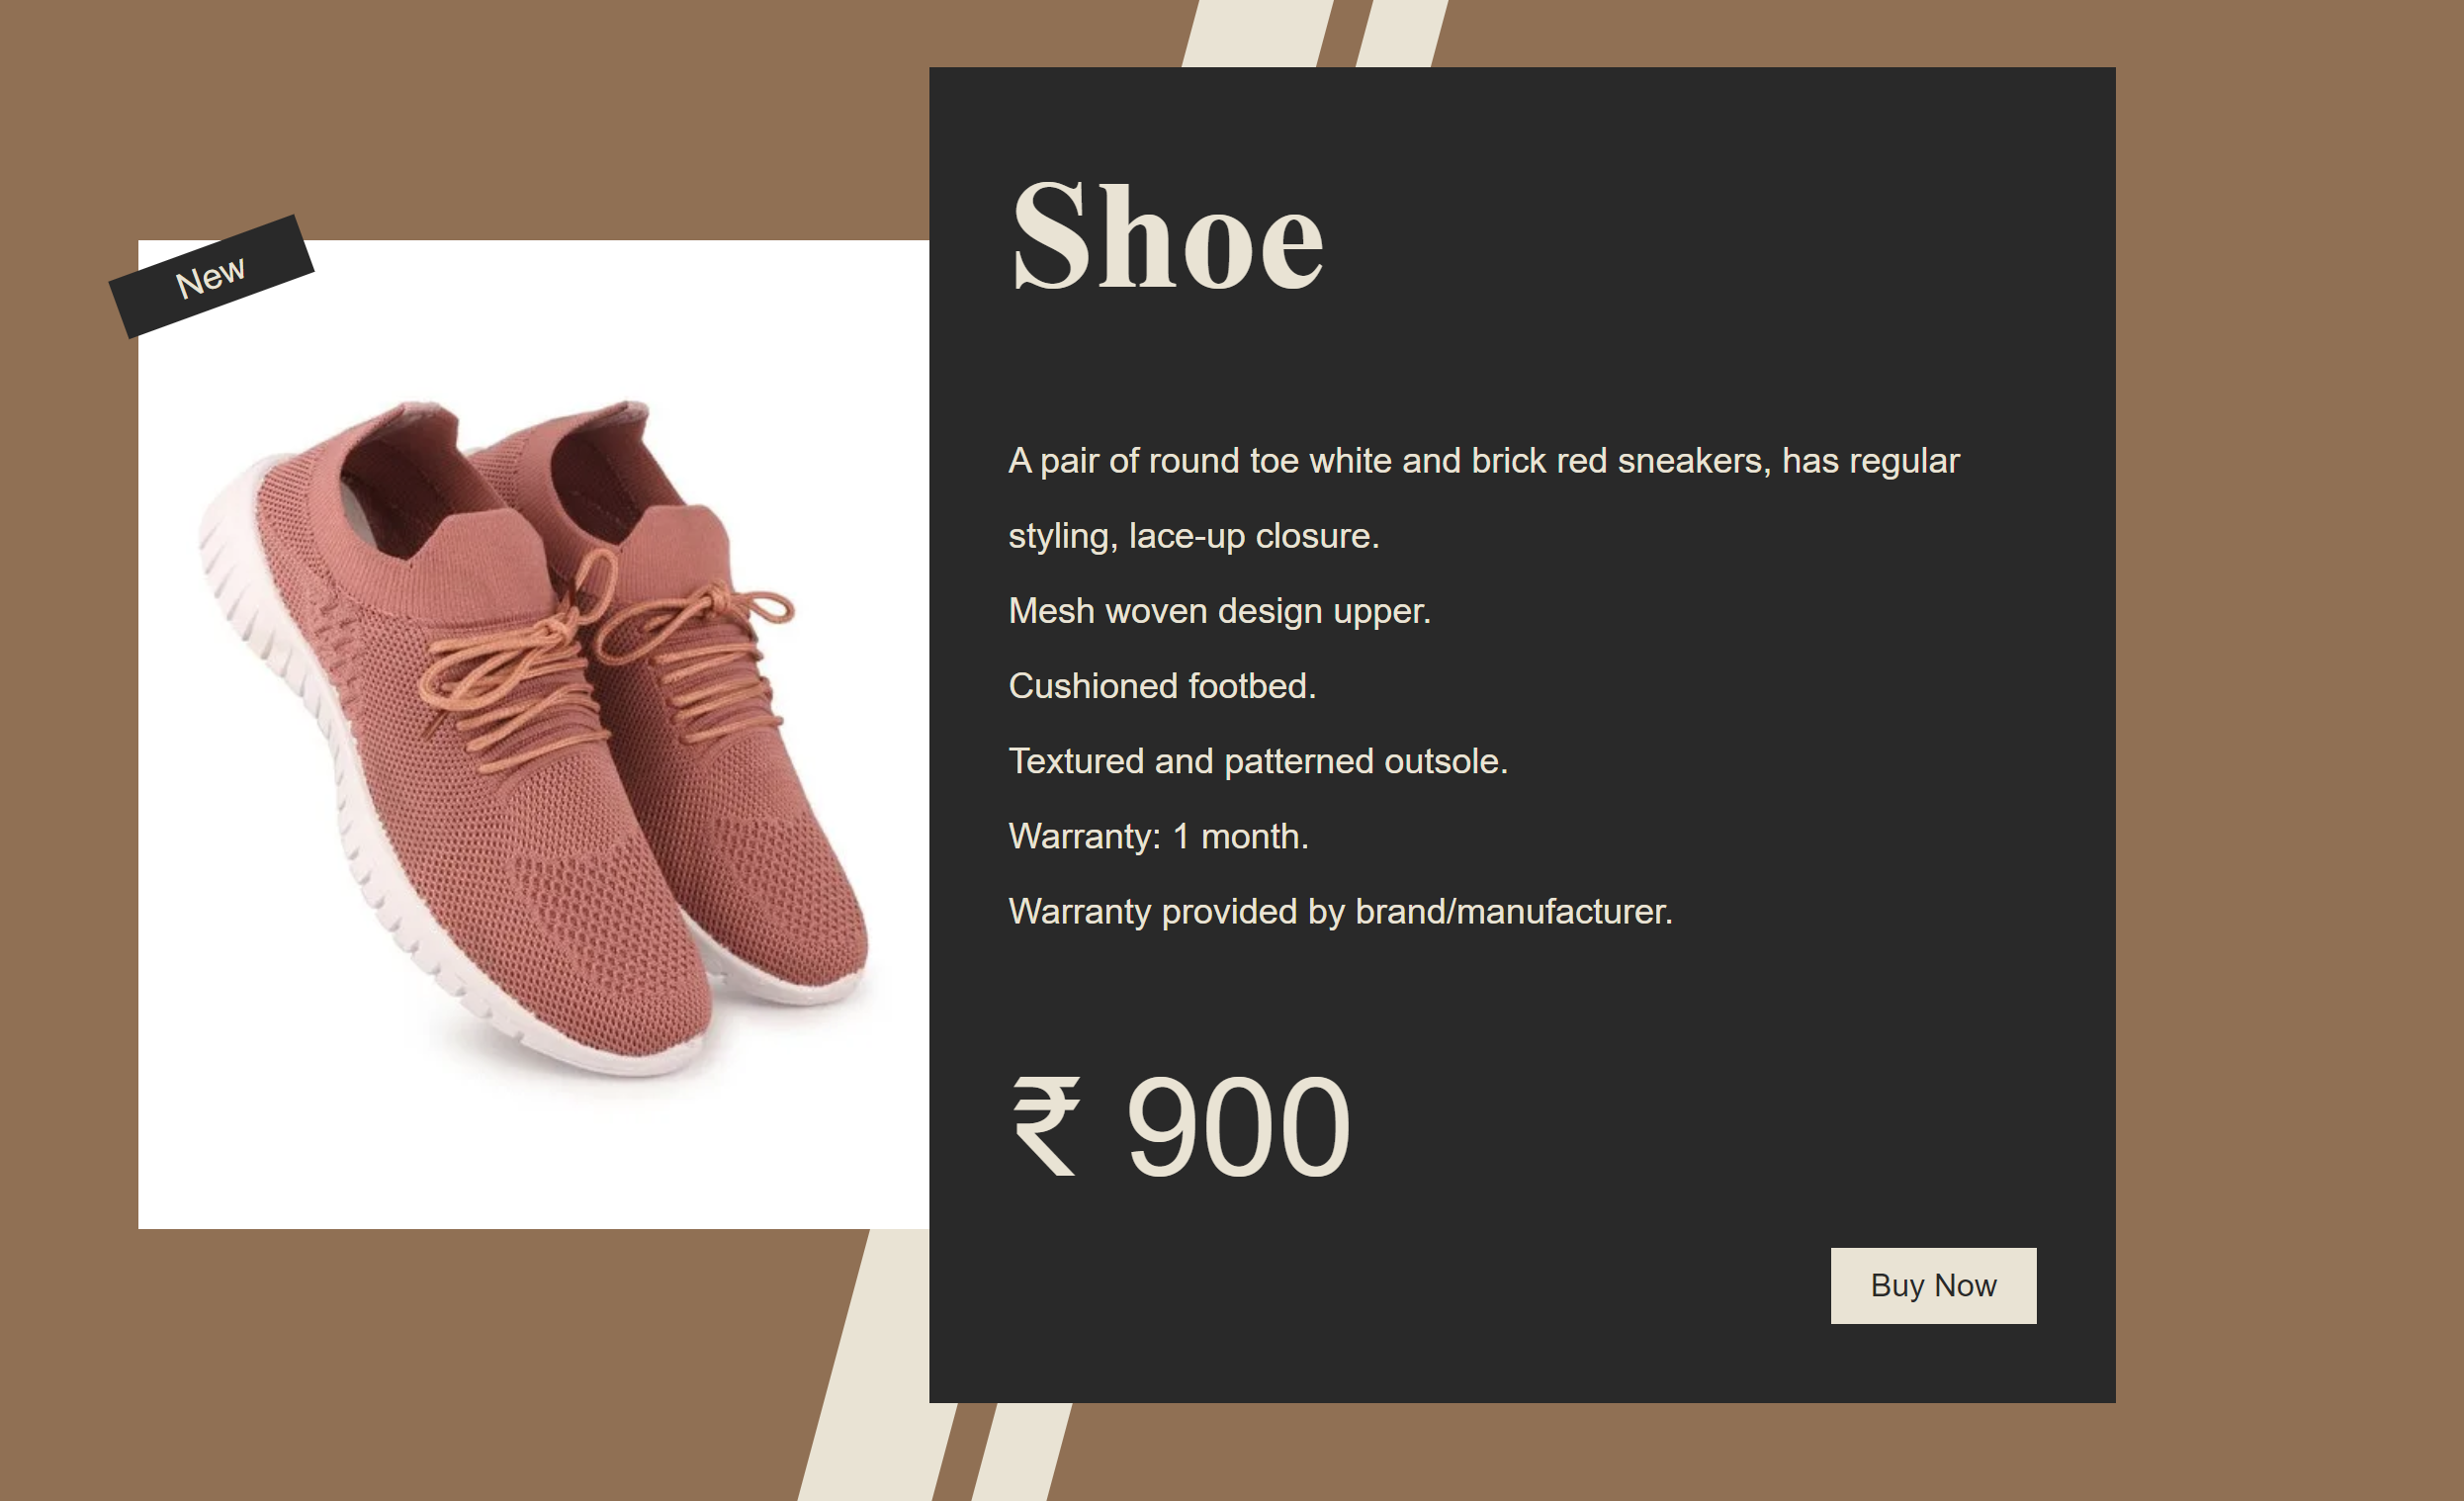 New
Shoe
A pair of round toe white and brick red sneakers, has regular
styling, lace-up closure.
Mesh woven design upper.
Cushioned footbed.
Textured and patterned outsole.
Warranty: 1 month.
Warranty provided by brand/manufacturer.
₹ 900
Buy Now